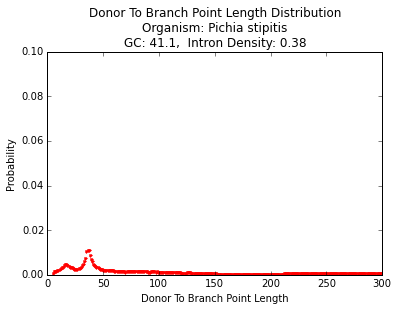 Donor To Branch Point Length Distribution
Organism: Pichia stipitis
GC: 41.1,  Intron Density: 0.38
0.10
0.08
0.06
0.04
0.02
0.00
Probability
0 50 100 150 200 250 300
Donor To Branch Point Length